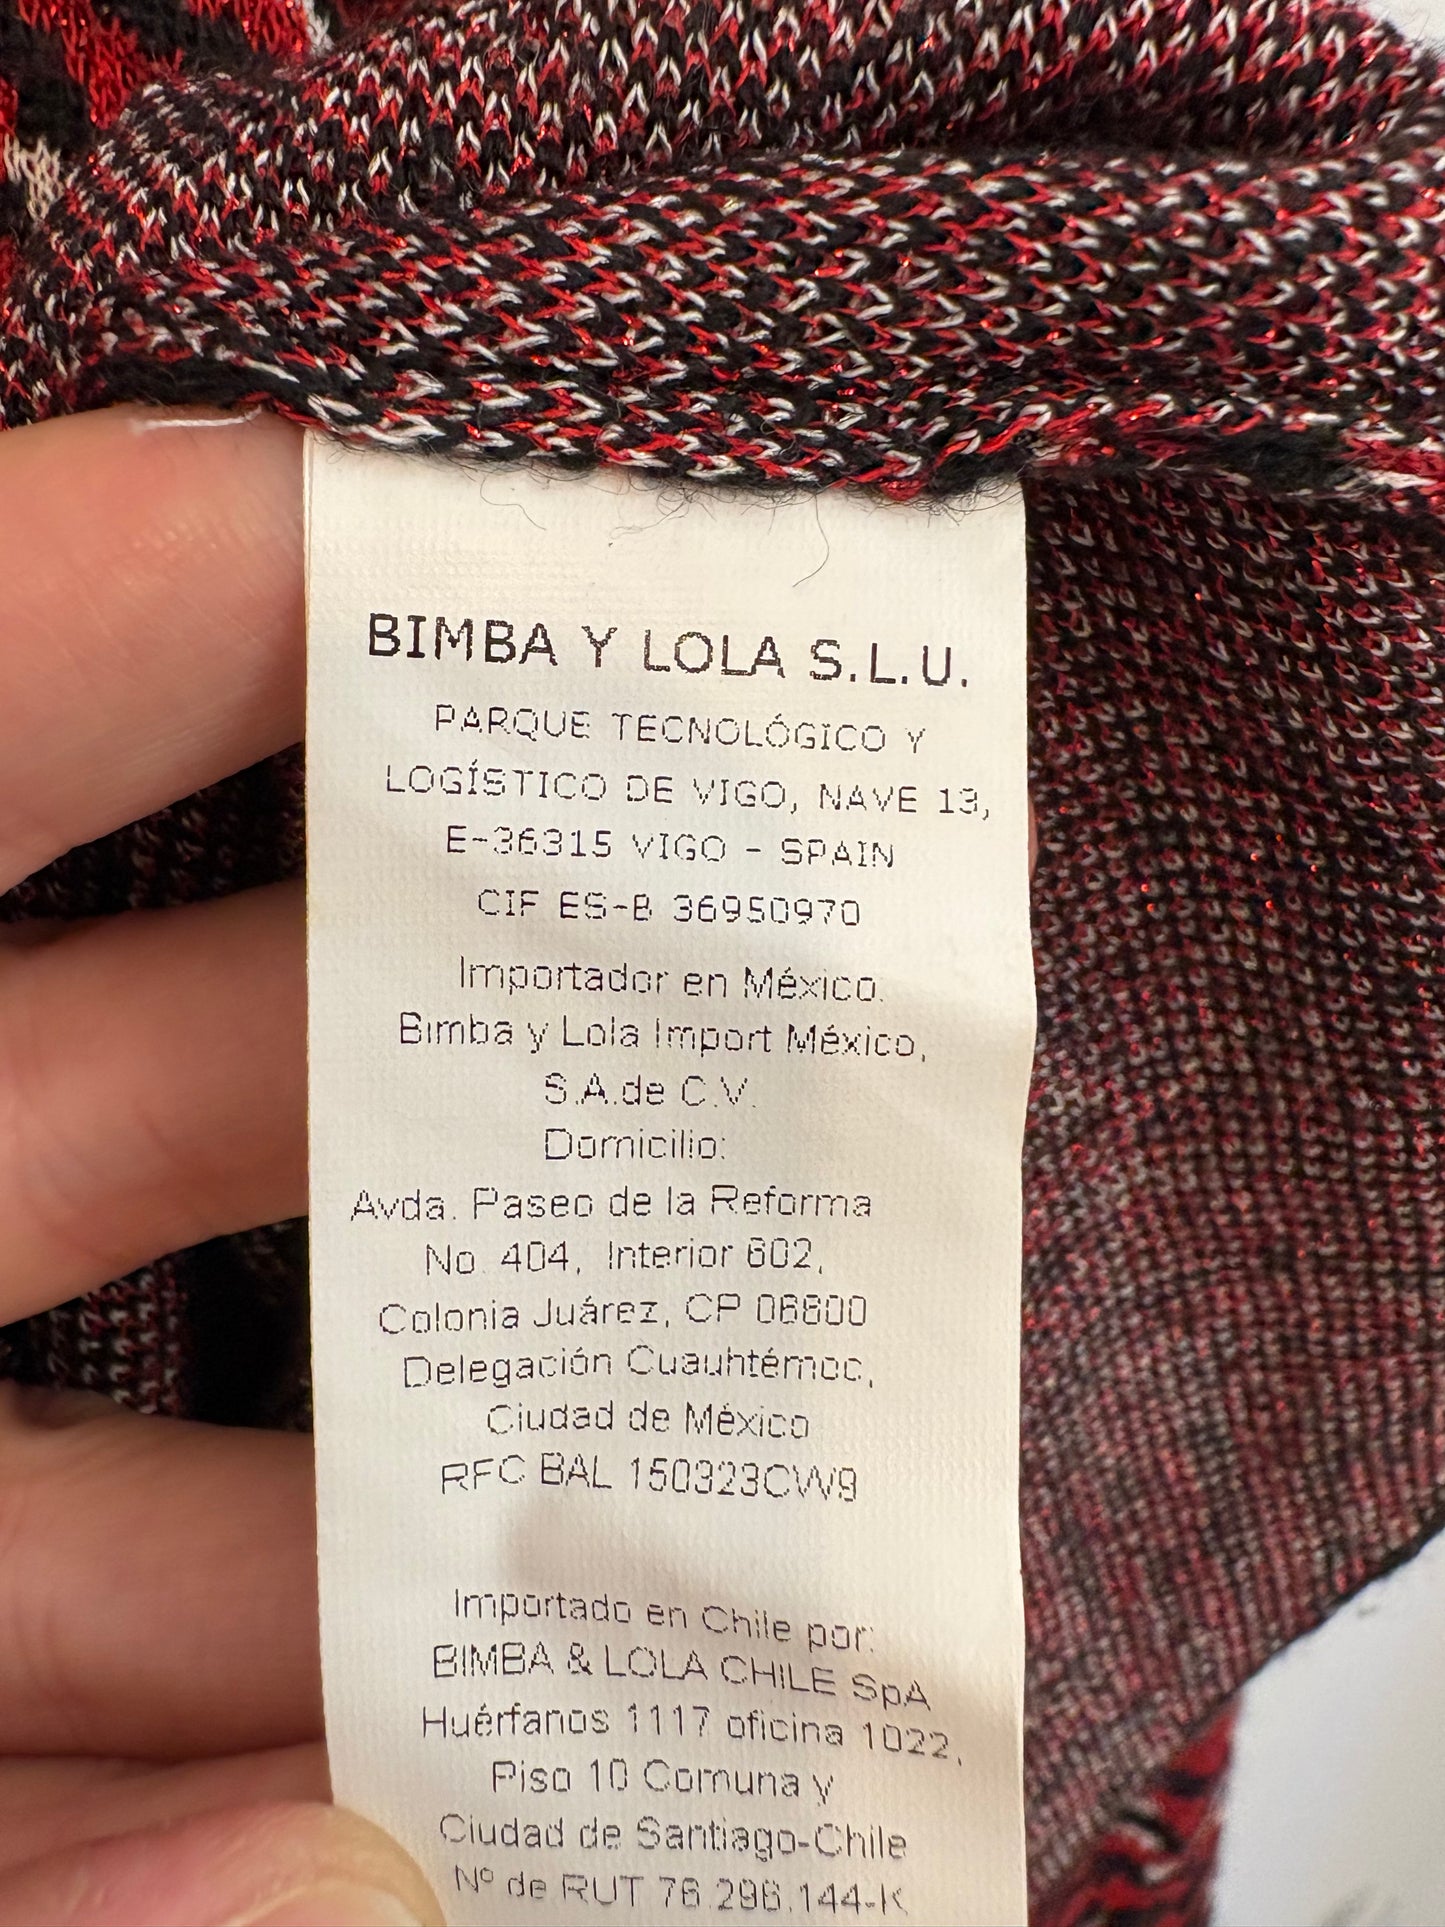 BIMBA Y LOLA S.L.U.
PARQUE TECNOLÓGICO Y
LOGÍSTICO DE VIGO, NAVE 13,
E-36315 VIGO - SPAIN
CIF ES-B 36950970
Importador en México:
Bimba y Lola Import México,
S.A.de C.V.
Domicilio:
Avda. Paseo de la Reforma
No. 404, Interior 602,
Colonia Juárez, CP 06600
Delegación Cuauhtémoc,
Ciudad de México
RFC BAL 150323CW9
Importado en Chile por:
BIMBA & LOLA CHILE SpA
Huérfanos 1117 oficina 1022,
Piso 10 Comuna y
Ciudad de Santiago-Chile
Nº de RUT 76.296.144-K